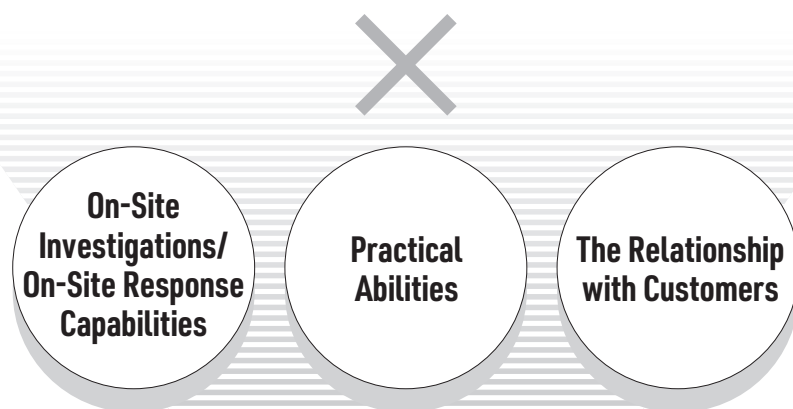 On-Site
Investigations/
On-Site Response
Capabilities
Practical
Abilities
The Relationship
with Customers